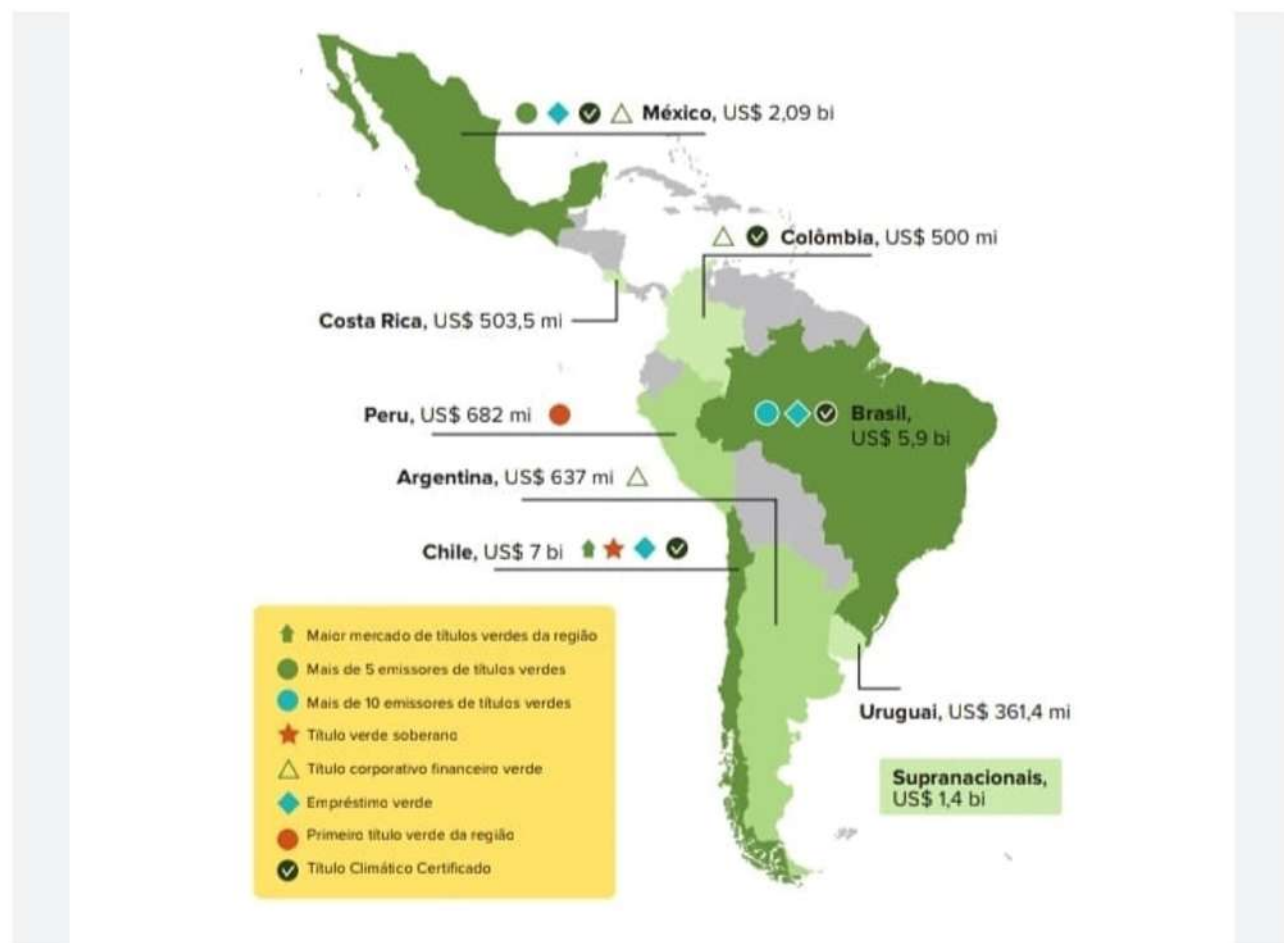 México, US$ 2,09 bi
Colômbia, US$ 500 mi
Costa Rica, US$ 503,5 mi
Peru, US$ 682 mi
Brasil,
US$ 5,9 bi
Argentina, US$ 637 mi
Chile, US$ 7 bi
Maior mercado de títulos verdes da região
Mais de 5 emissores de títulos verdes
Mais de 10 emissores de títulos verdes
Título verde soberano
Título corporativo financeiro verde
Empréstimo verde
Primeiro título verde da região
Título Climático Certificado
Uruguai, US$ 361,4 mi
Supranacionais,
US$ 1,4 bi